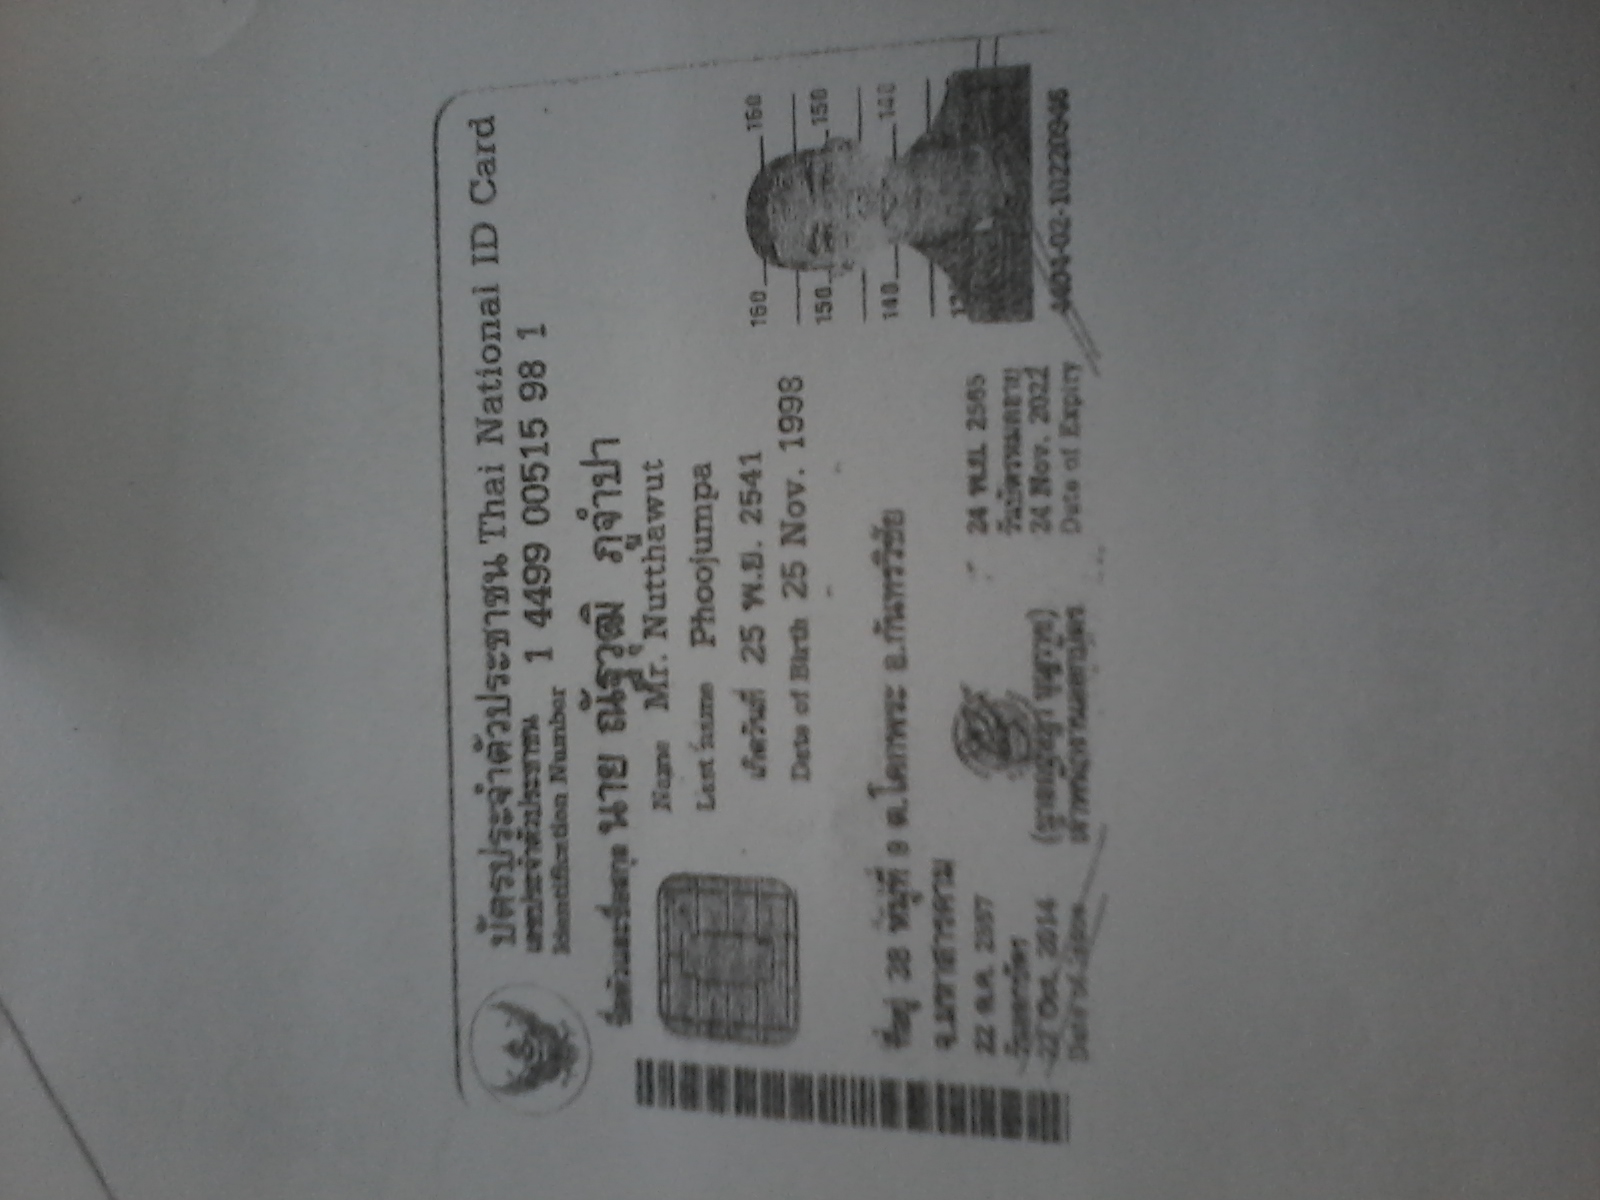 บัตรประจำตัวประชาชน Thai National ID Card
เลขประจำตัวประชาชน 1 4499 00515 98 1
Identification Number
ชื่อตัวและชื่อสกุล นาย ณัฐวุฒิ ภูจำปา
Name Mr. Nutthawut
Last name Phoojumpa
เกิดวันที่ 25 พ.ย. 2541
Date of Birth 25 Nov. 1998
160 160
150 150
140 140
ที่อยู่ 28 หมู่ที่ 9 ต.โคกพระ อ.กันทรวิชัย
จ.มหาสารคาม
22 ต.ค. 2557
วันออกบัตร
22 Oct. 2014
Date of Issue
เจ้าพนักงานออกบัตร
24 พ.ย. 2565
วันบัตรหมดอายุ
24 Nov. 2022
Date of Expiry
4404-02-10220946